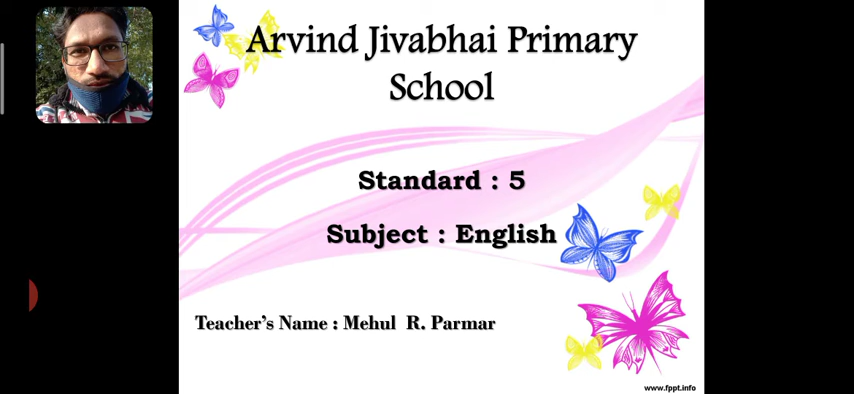 Arvind Jivabhai Primary
School
Standard : 5
Subject : English
Teacher's Name : Mehul R. Parmar
www.fppt.info